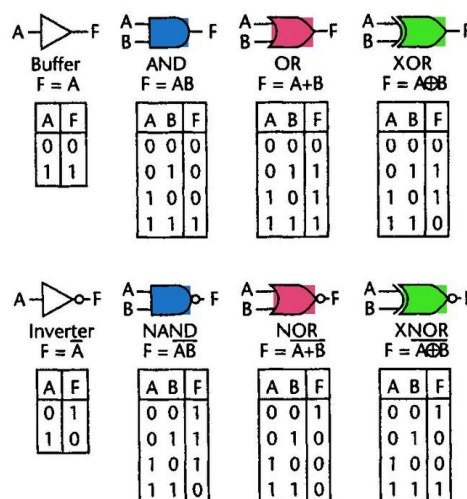 A F A B F A B F A B F
Buffer AND OR XOR
F = A F = AB F = A+B F = A⊕B
A F A B F A B F A B F
0 0 0 0 0 0 0 0 0 0 0
1 1 0 1 0 0 1 1 0 1 1
1 0 0 1 0 1 1 0 1
1 1 1 1 1 1 1 1 0
A F A B F A B F A B F
Inverter NAND NOR XNOR
F = A̅ F = A̅B̅ F = A̅+̅B̅ F = A̅⊕̅B̅
A F A B F A B F A B F
0 1 0 0 1 0 0 1 0 0 1
1 0 0 1 1 0 1 0 0 1 0
1 0 1 1 0 0 1 0 0
1 1 0 1 1 0 1 1 1